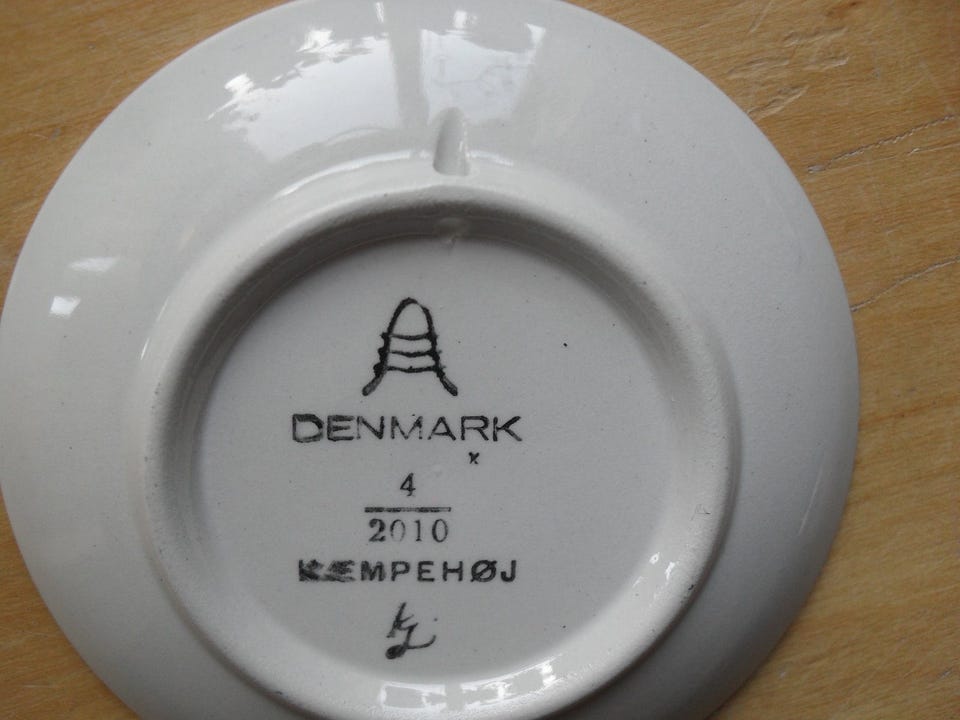 DENMARK
x
4
2010
KÆMPEHØJ